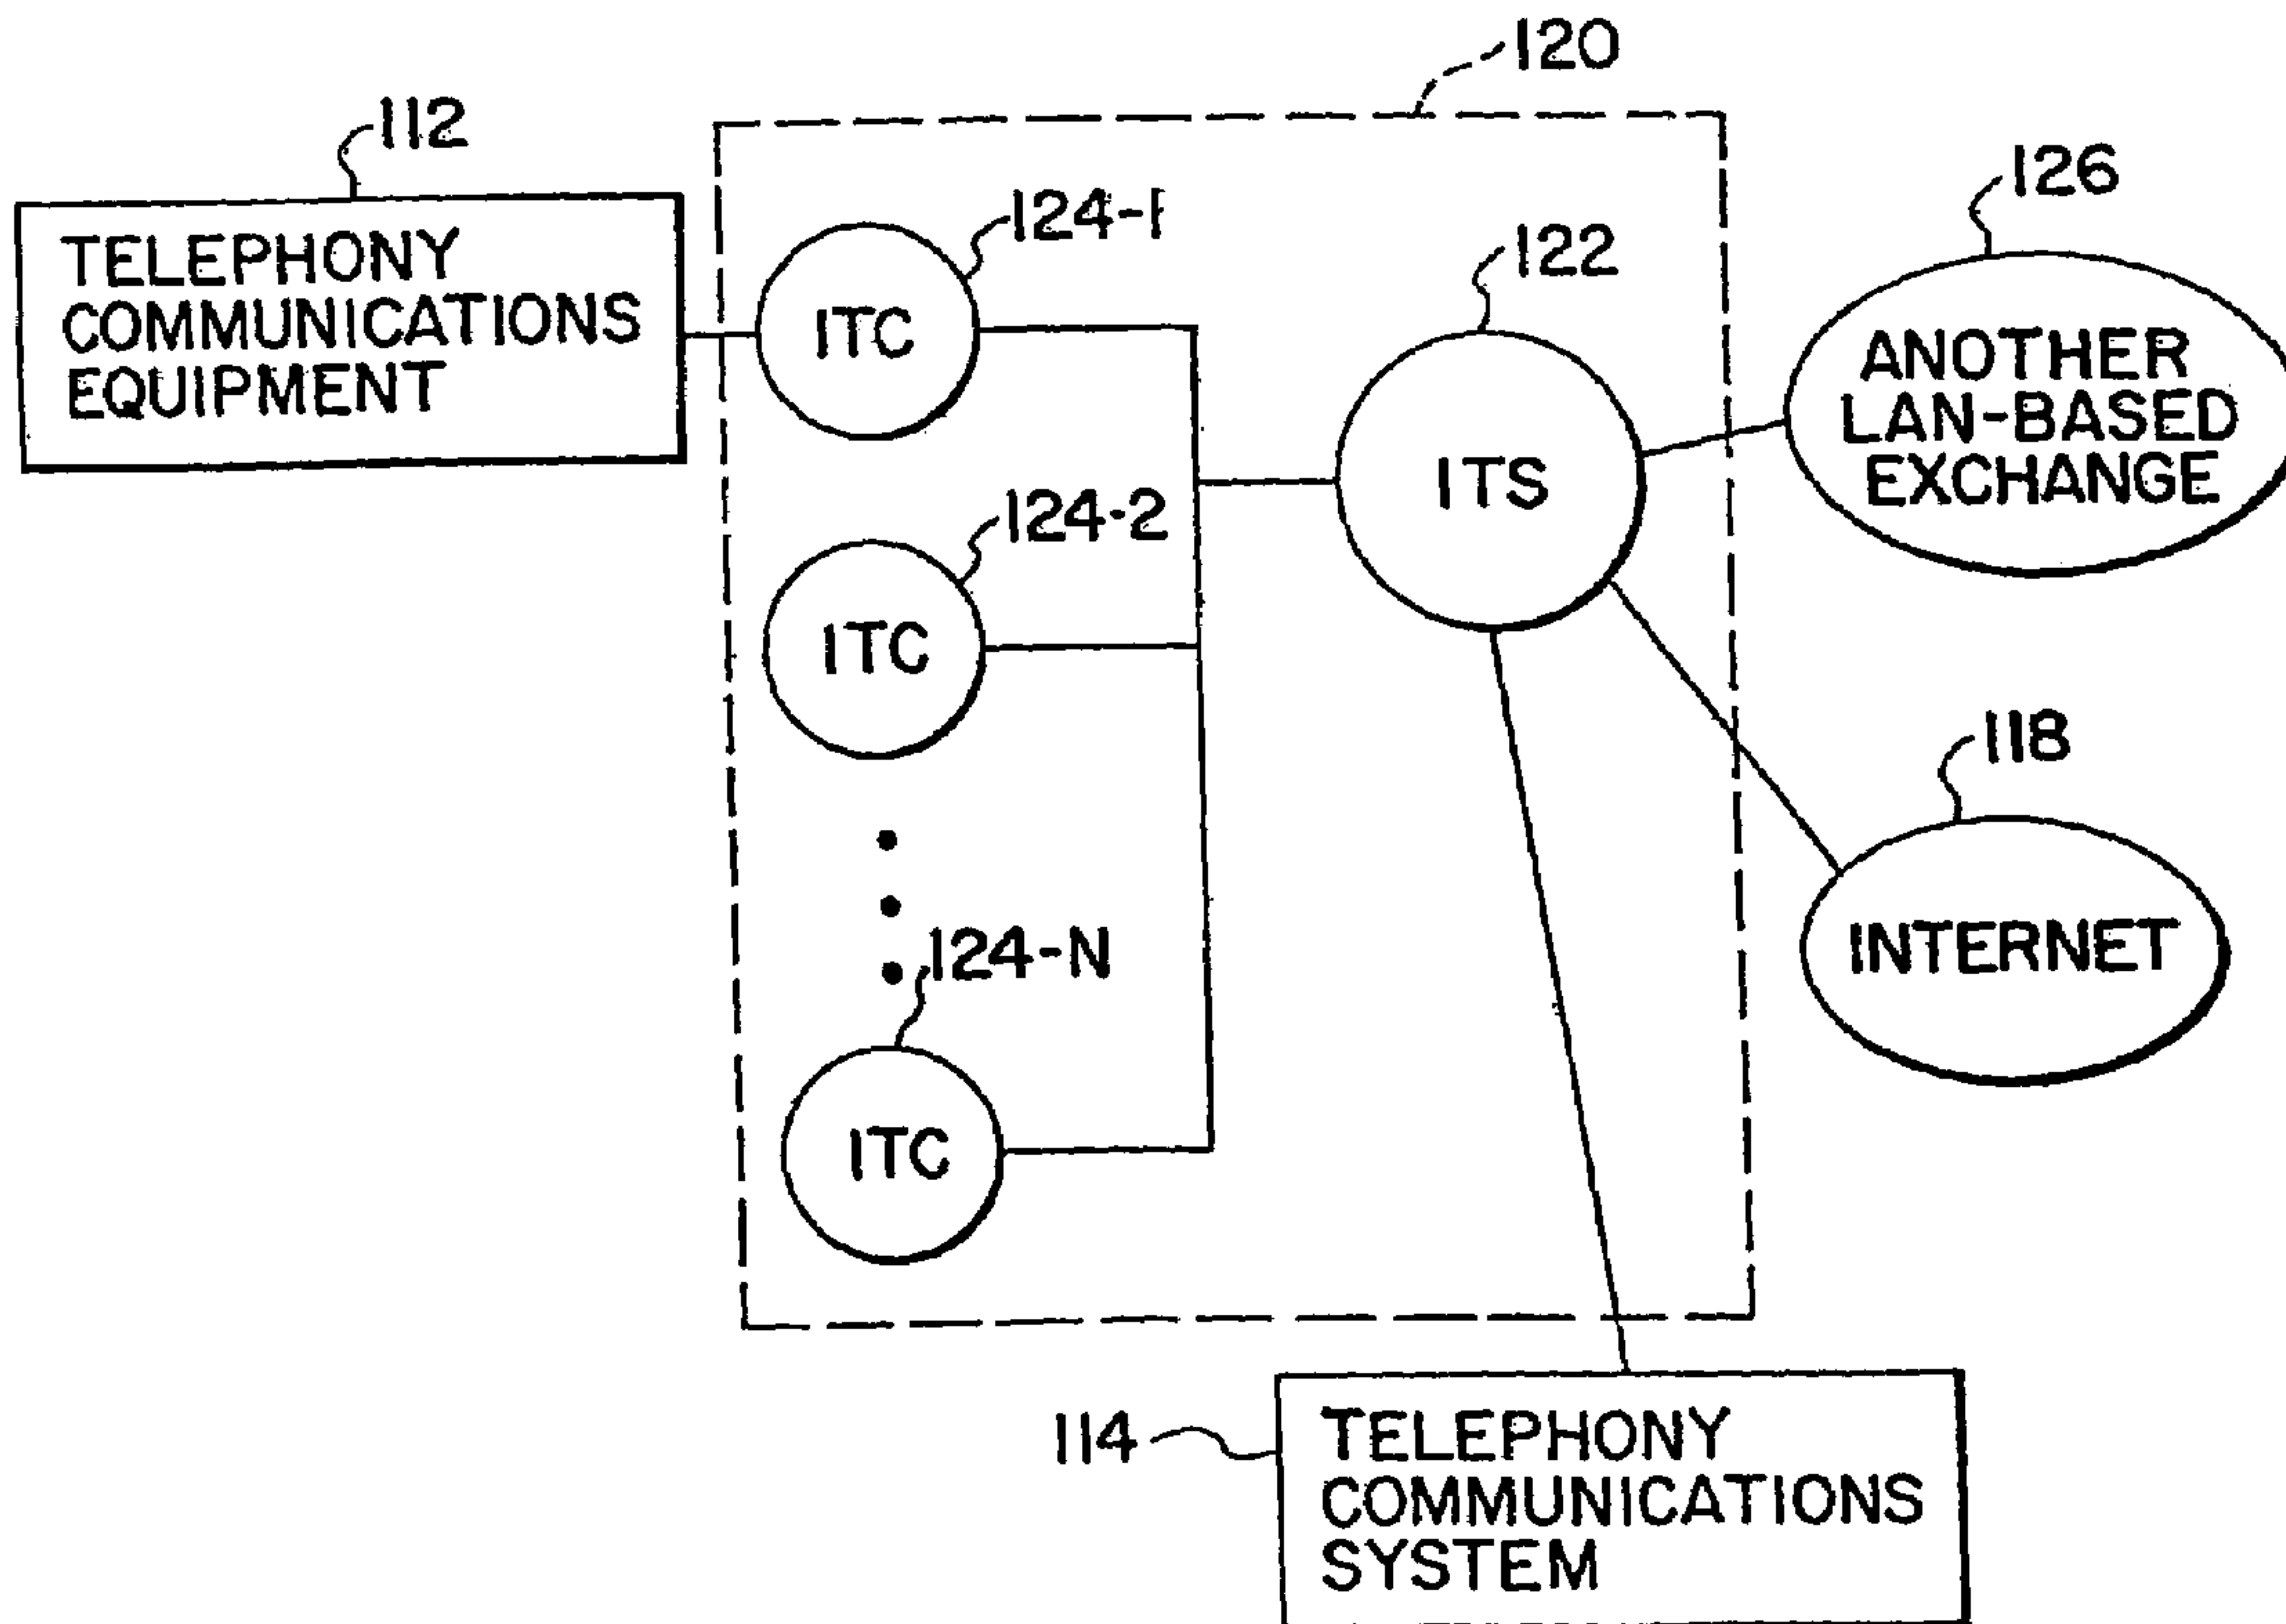 120
112
126
124-1
122
TELEPHONY
COMMUNICATIONS
EQUIPMENT
ITC
ANOTHER
LAN-BASED
EXCHANGE
ITS
124-2
ITC
118
124-N
INTERNET
ITC
114
TELEPHONY
COMMUNICATIONS
SYSTEM